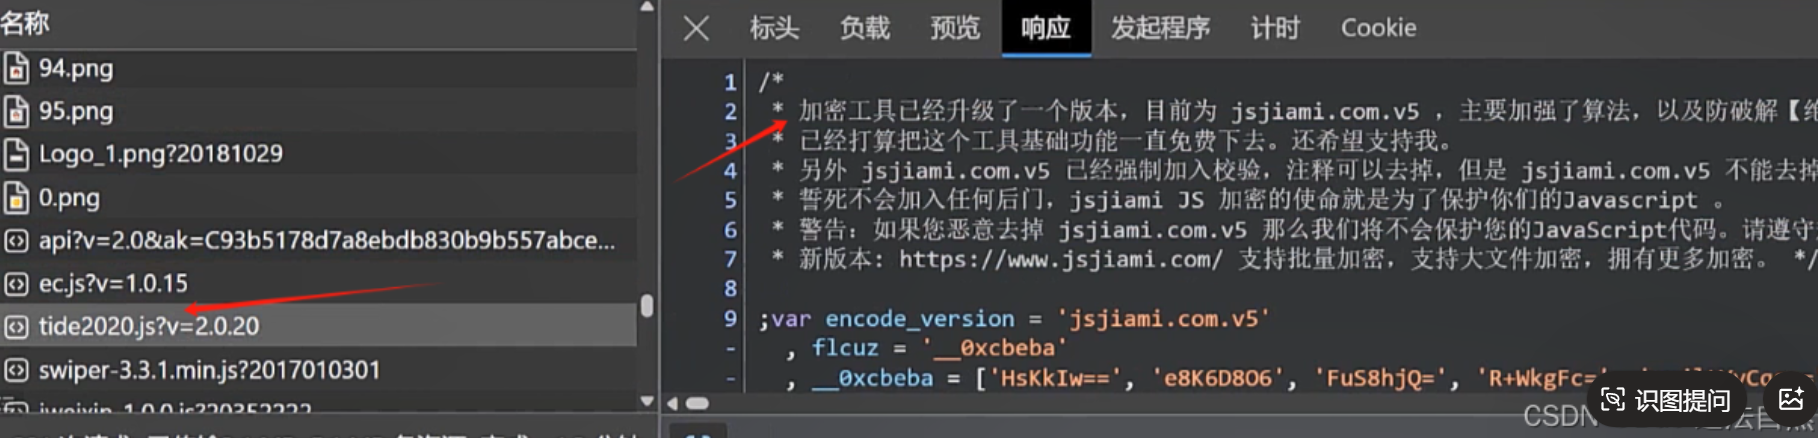 名称
94.png
95.png
Logo_1.png?20181029
0.png
api?v=2.0&ak=C93b5178d7a8ebdb830b9b557abce...
ec.js?v=1.0.15
tide2020.js?v=2.0.20
swiper-3.3.1.min.js?2017010301
标头 负载 预览 响应 发起程序 计时 Cookie
1 /*
2 * 加密工具已经升级了一个版本，目前为 jsjiami.com.v5 ，主要加强了算法，以及防破解【绝
3 * 已经打算把这个工具基础功能一直免费下去。还希望支持我。
4 * 另外 jsjiami.com.v5 已经强制加入校验，注释可以去掉，但是 jsjiami.com.v5 不能去掉
5 * 誓死不会加入任何后门，jsjiami JS 加密的使命就是为了保护你们的Javascript 。
6 * 警告：如果您恶意去掉 jsjiami.com.v5 那么我们将不会保护您的JavaScript代码。请遵守
7 * 新版本: https://www.jsjiami.com/ 支持批量加密，支持大文件加密，拥有更多加密。 */
8
9 ;var encode_version = 'jsjiami.com.v5'
- , flcuz = '__0xcbeba'
- , __0xcbeba = ['HsKkIw==', 'e8K6D8O6', 'FuS8hjQ=', 'R+WkgFc=
识图提问
CSDN